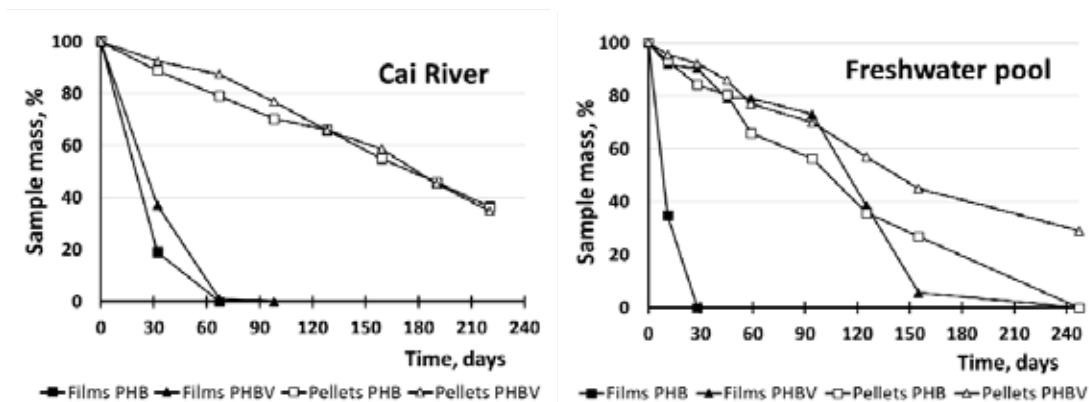 Cai River
Sample mass, %
100
80
60
40
20
0
0 30 60 90 120 150 180 210 240
Time, days
Films PHB Films PHBV Pellets PHB Pellets PHBV
Freshwater pool
Sample mass, %
100
80
60
40
20
0
0 30 60 90 120 150 180 210 240
Time, days
Films PHB Films PHBV Pellets PHB Pellets PHBV